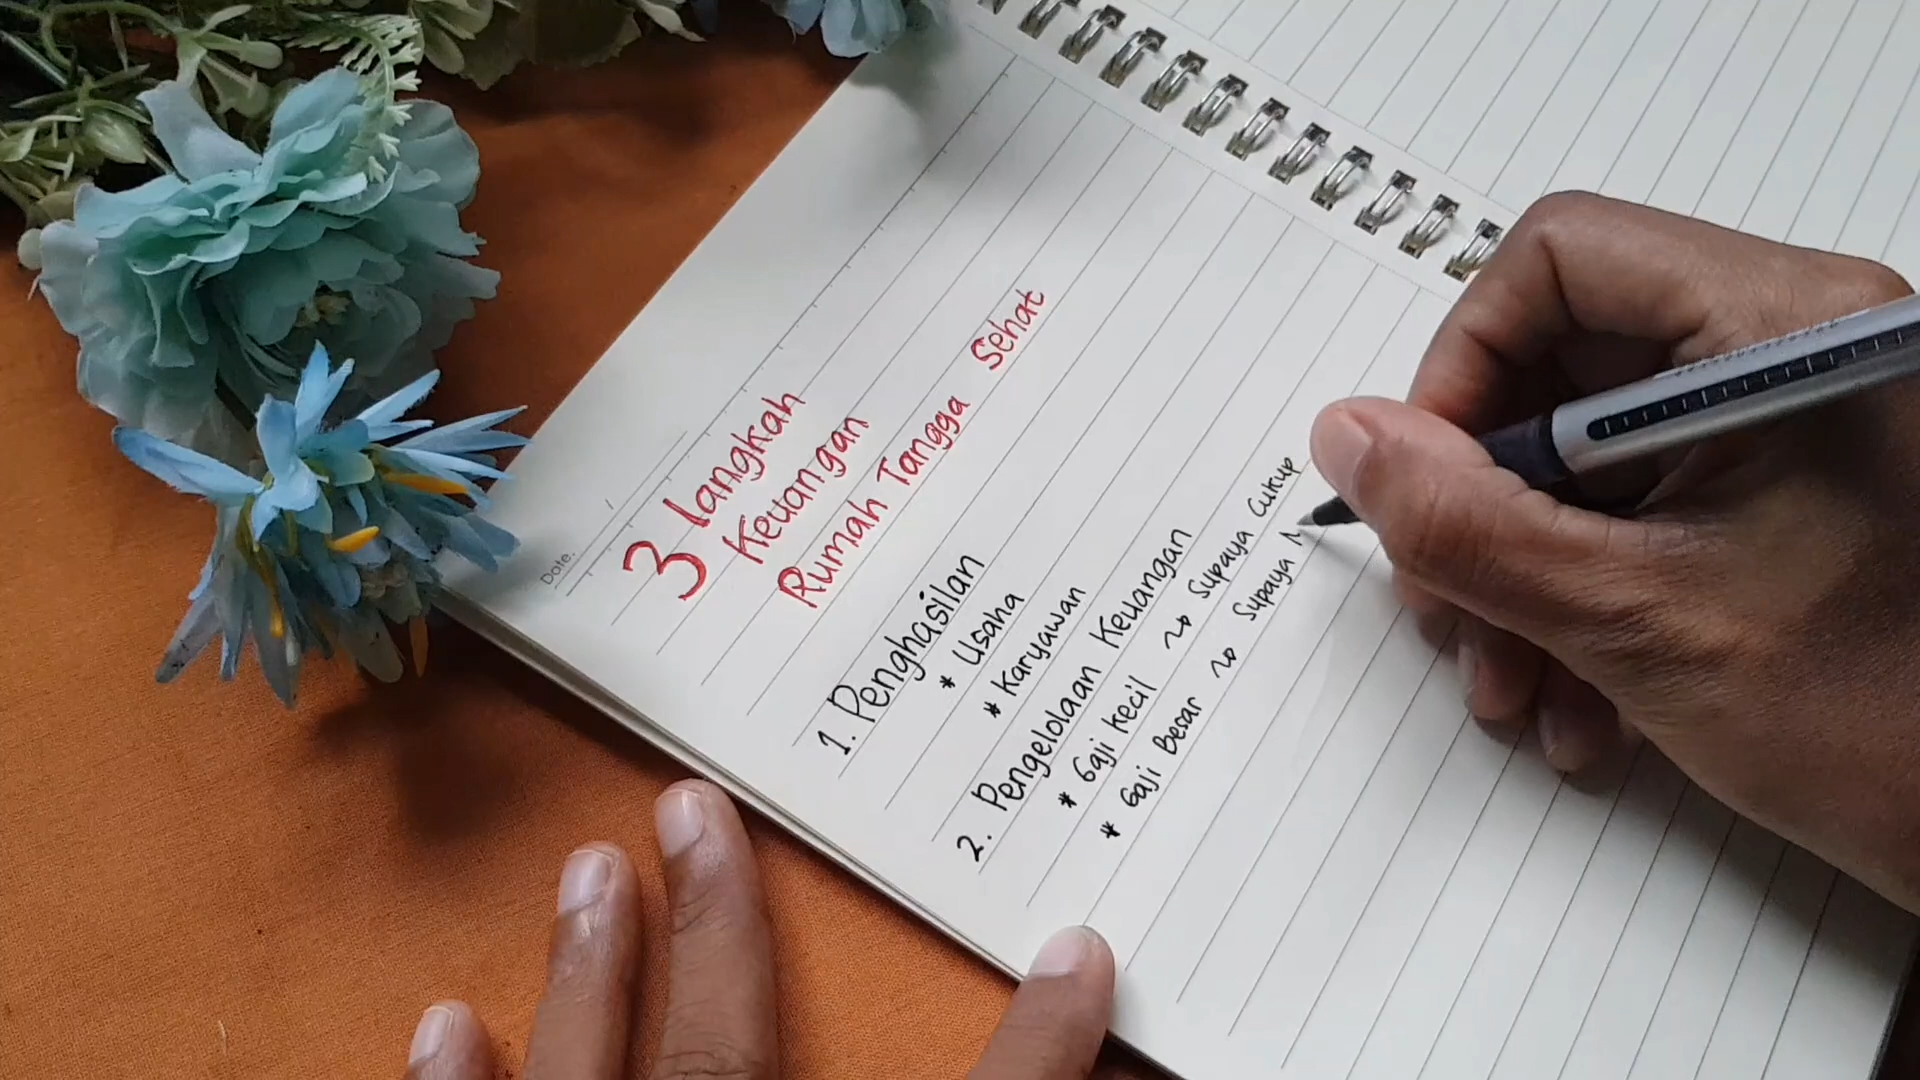 Date.
3 langkah
Keuangan
Rumah Tangga Sehat
1. Penghasilan
* Usaha
* Karyawan
2. Pengelolaan Keuangan
* Gaji Kecil ~> Supaya Cukup
* Gaji Besar ~> Supaya